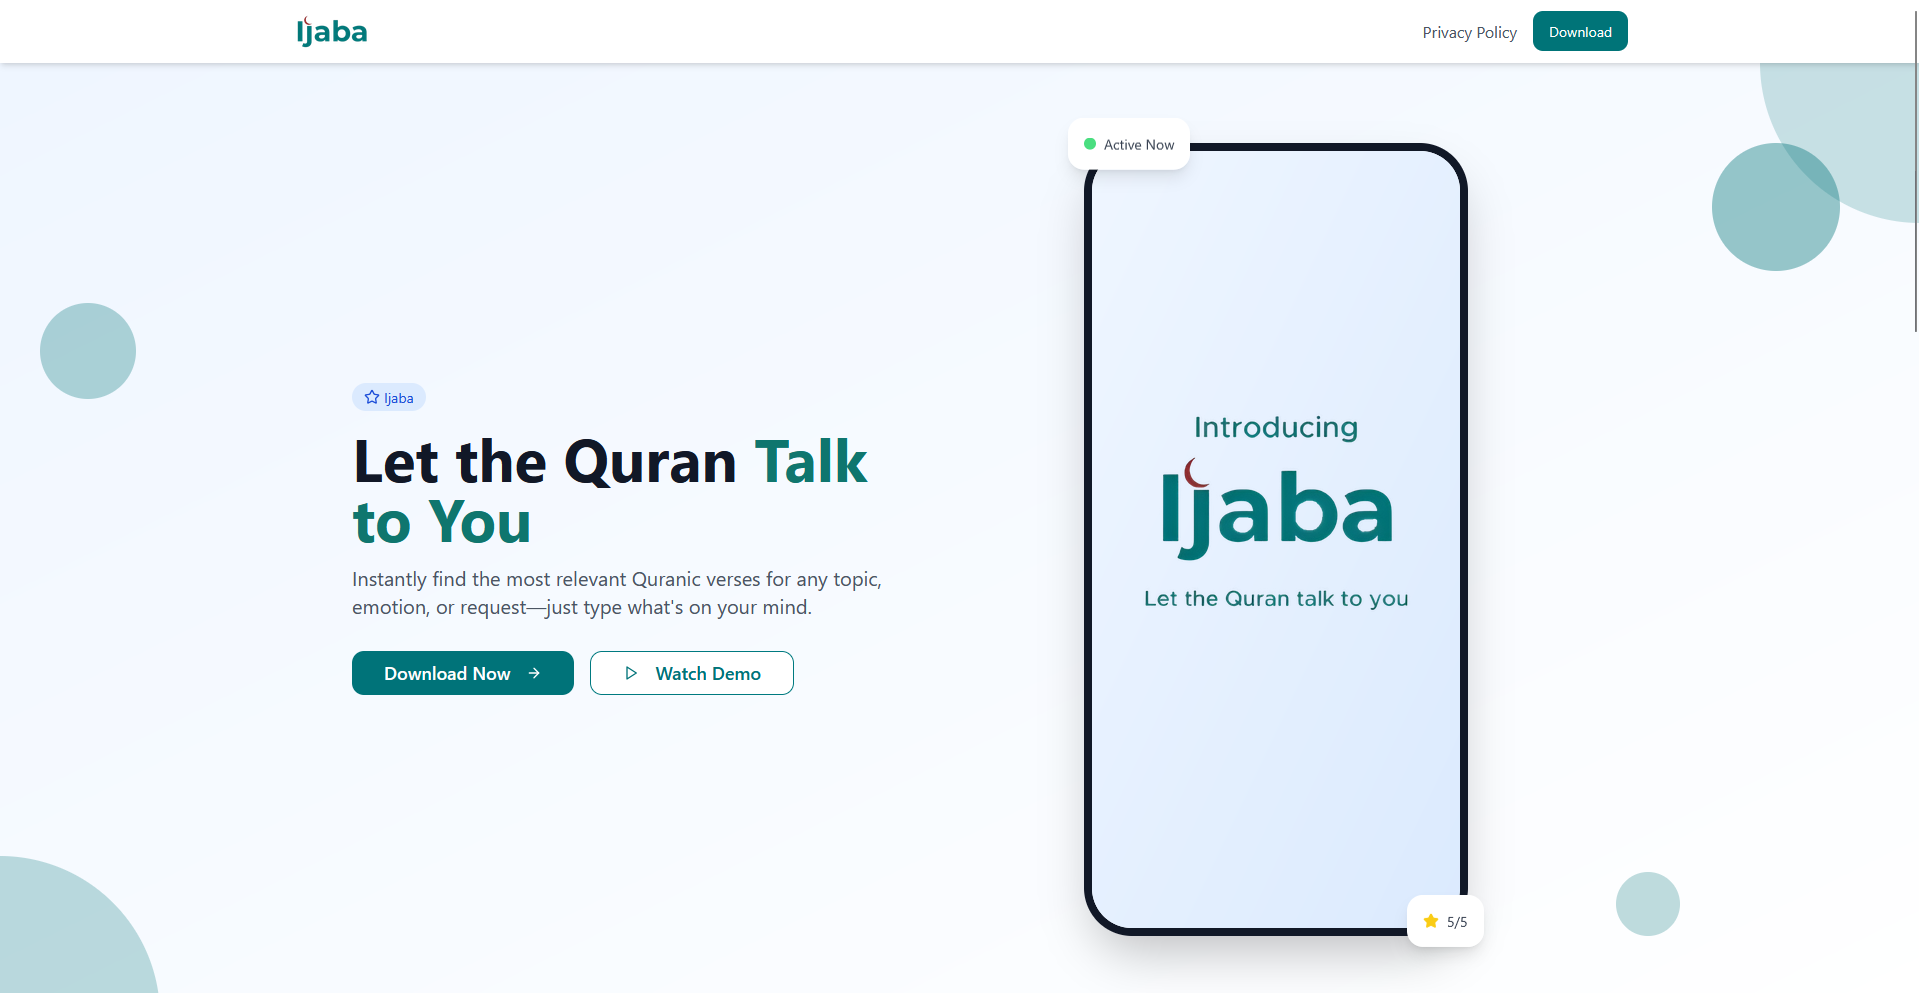 Ijaba
Privacy Policy
Download
Active Now
Ijaba
Let the Quran Talk
to You
Instantly find the most relevant Quranic verses for any topic,
emotion, or request—just type what's on your mind.
Download Now
Watch Demo
Introducing
Ijaba
Let the Quran talk to you
5/5